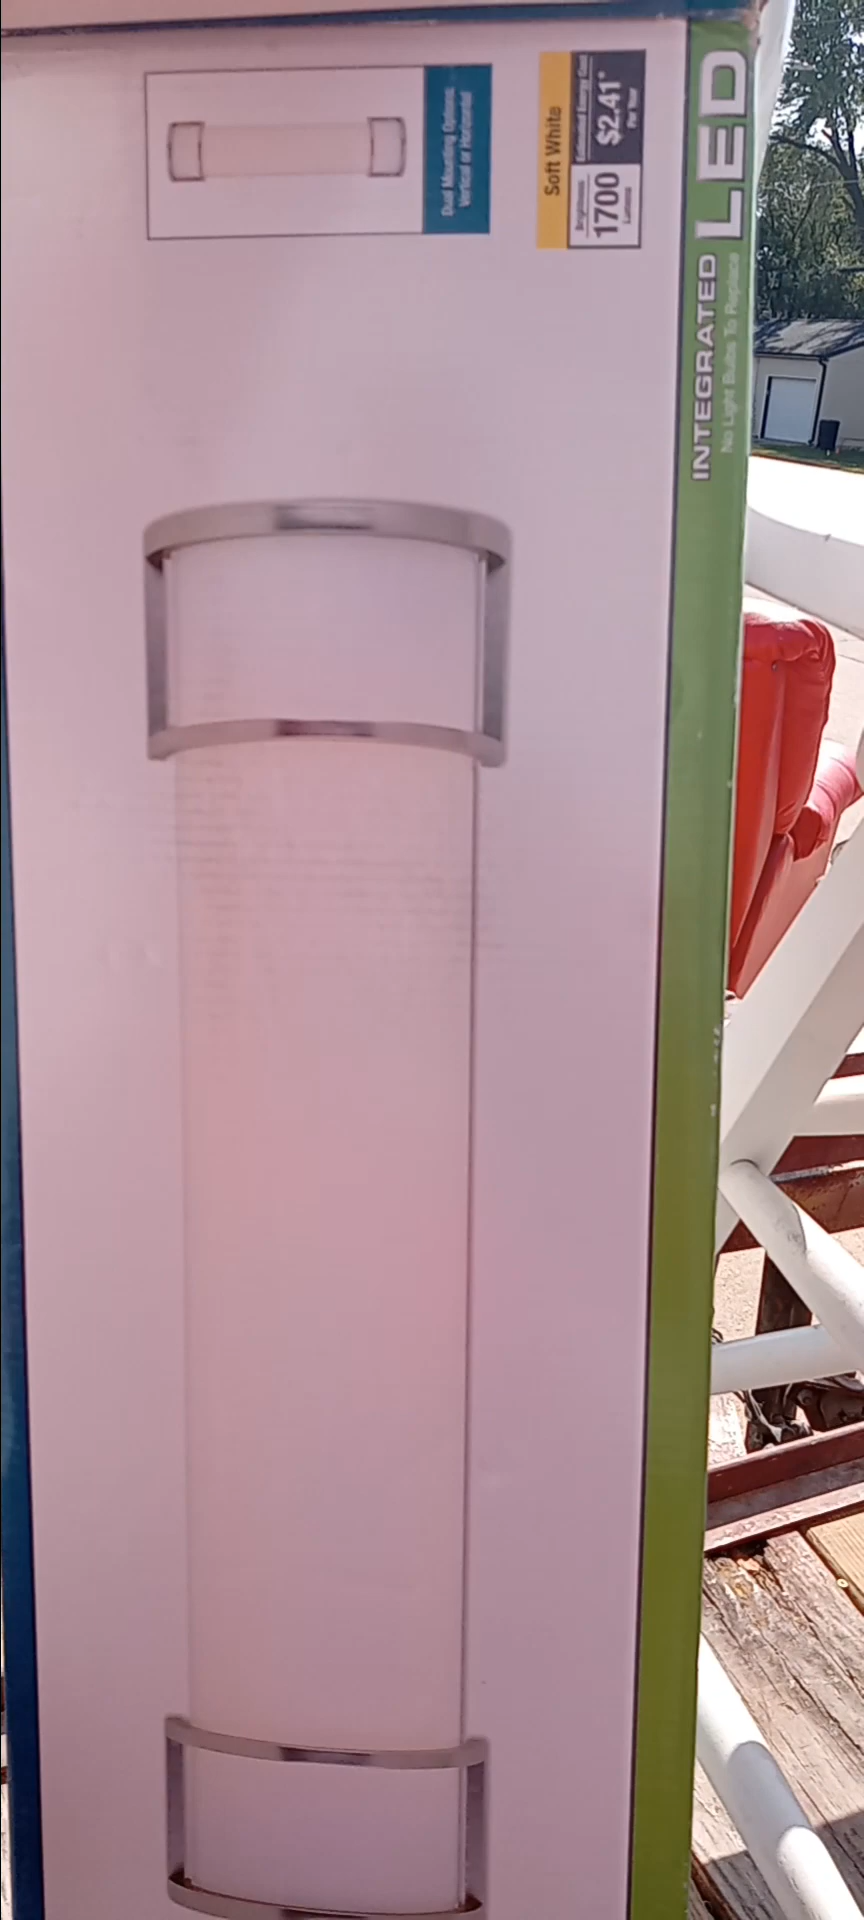 INTEGRATED LED
No Light Bulbs To Replace
Soft White
Brightness
1700
Lumens
Estimated Energy Cost
$2.41*
Per Year
Dual Mounting Options:
Vertical or Horizontal